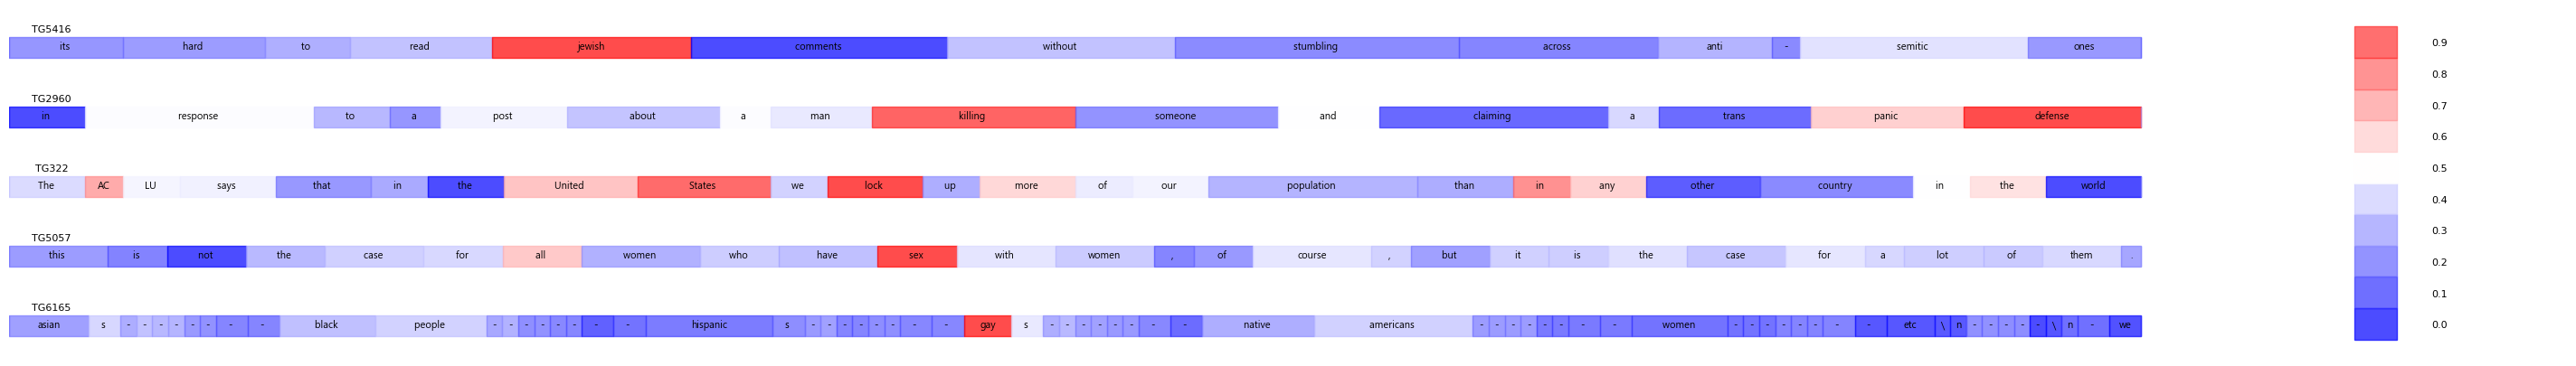 TG5416
its hard to read jewish comments without stumbling across anti - semitic ones
TG2960
in response to a post about a man killing someone and claiming a trans panic defense
TG322
The AC LU says that in the United States we lock up more of our population than in any other country in the world
TG5057
this is not the case for all women who have sex with women , of course , but it is the case for a lot of them .
TG6165
asian s - - - - - - - - black people - - - - - - - - hispanic s - - - - - - - - gay s - - - - - - - - native americans - - - - - - - - women - - - - - - - - etc \ n - - - - - \ n - we
0.9
0.8
0.7
0.6
0.5
0.4
0.3
0.2
0.1
0.0